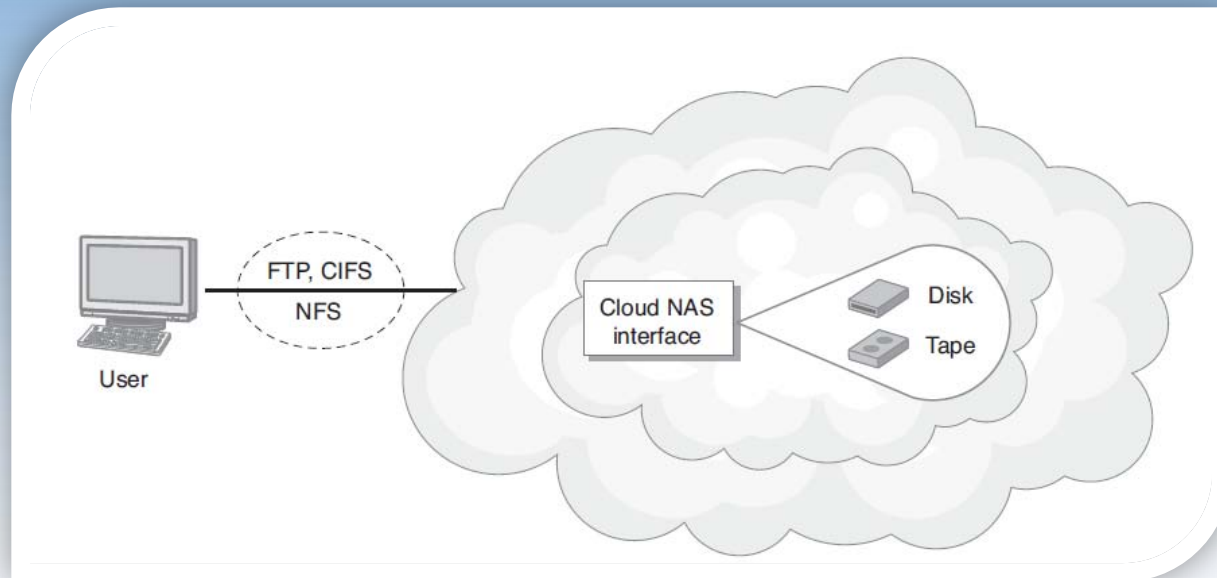 FTP, CIFS
NFS
User
Cloud NAS
interface
Disk
Tape